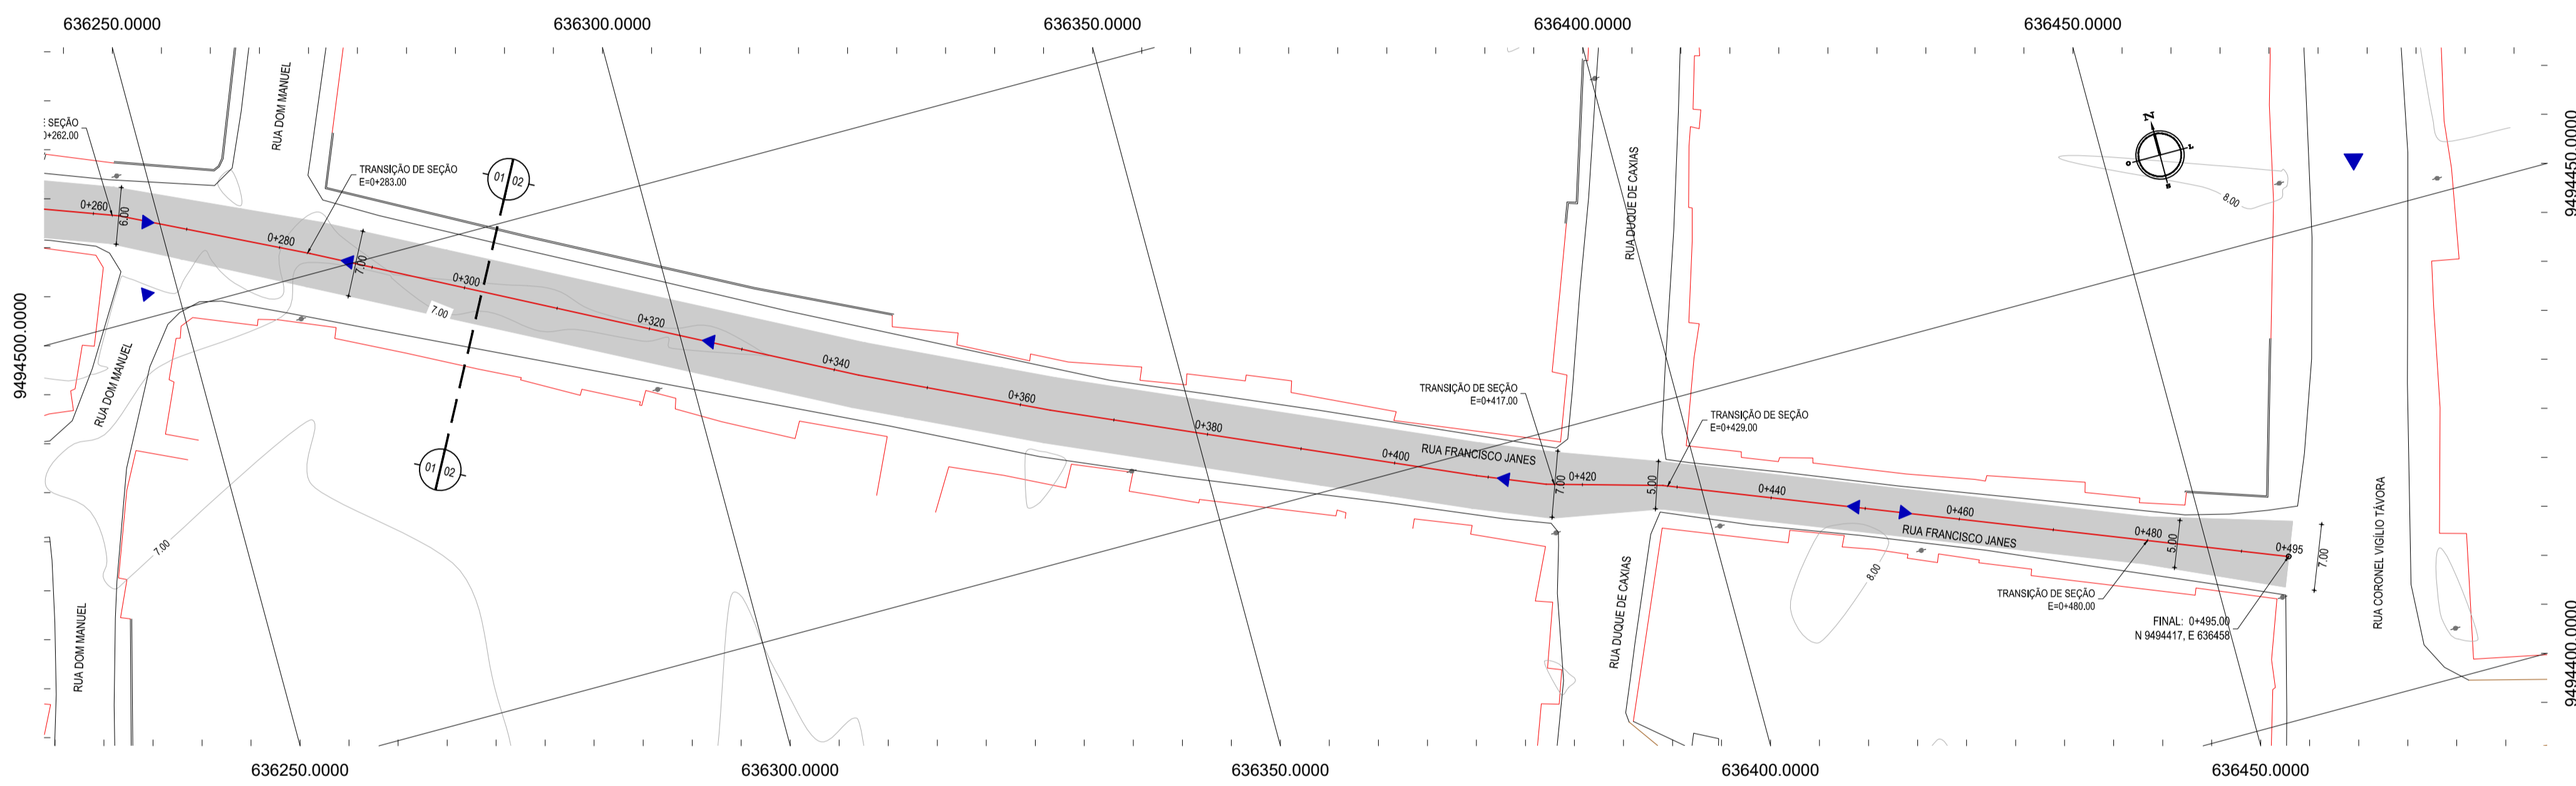 636250.0000
636300.0000
636350.0000
636400.0000
636450.0000
RUA DOM MANUEL
SEÇÃO
0+262.00
TRANSIÇÃO DE SEÇÃO
E=0+283.00
01 02
RUA DUQUE DE CAXIAS
9494450.0000
8.00
0+260
6.00
0+280
7.00
0+300
7.00
0+320
0+340
0+360
0+380
0+400
9494500.0000
RUA DOM MANUEL
TRANSIÇÃO DE SEÇÃO
E=0+417.00
TRANSIÇÃO DE SEÇÃO
E=0+429.00
RUA FRANCISCO JANES
01 02
7.00
0+420
5.00
0+440
0+460
RUA FRANCISCO JANES
0+480
5.00
0+495
7.00
RUA CORONEL VIGÍLIO TÁVORA
7.00
8.00
TRANSIÇÃO DE SEÇÃO
E=0+480.00
FINAL: 0+495.00
N 9494417, E 636458
RUA DOM MANUEL
RUA DUQUE DE CAXIAS
9494400.0000
636250.0000
636300.0000
636350.0000
636400.0000
636450.0000